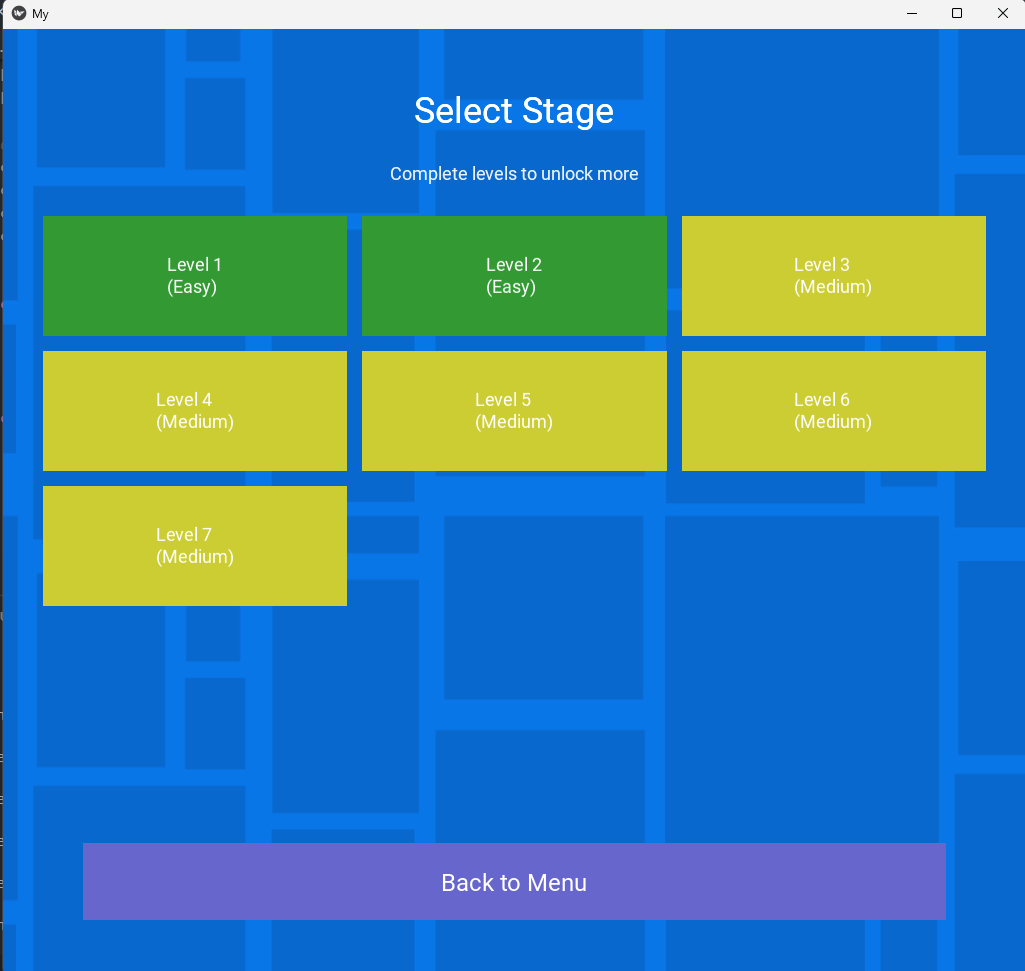 My
Select Stage
Complete levels to unlock more
Level 1
(Easy)
Level 2
(Easy)
Level 3
(Medium)
Level 4
(Medium)
Level 5
(Medium)
Level 6
(Medium)
Level 7
(Medium)
Back to Menu